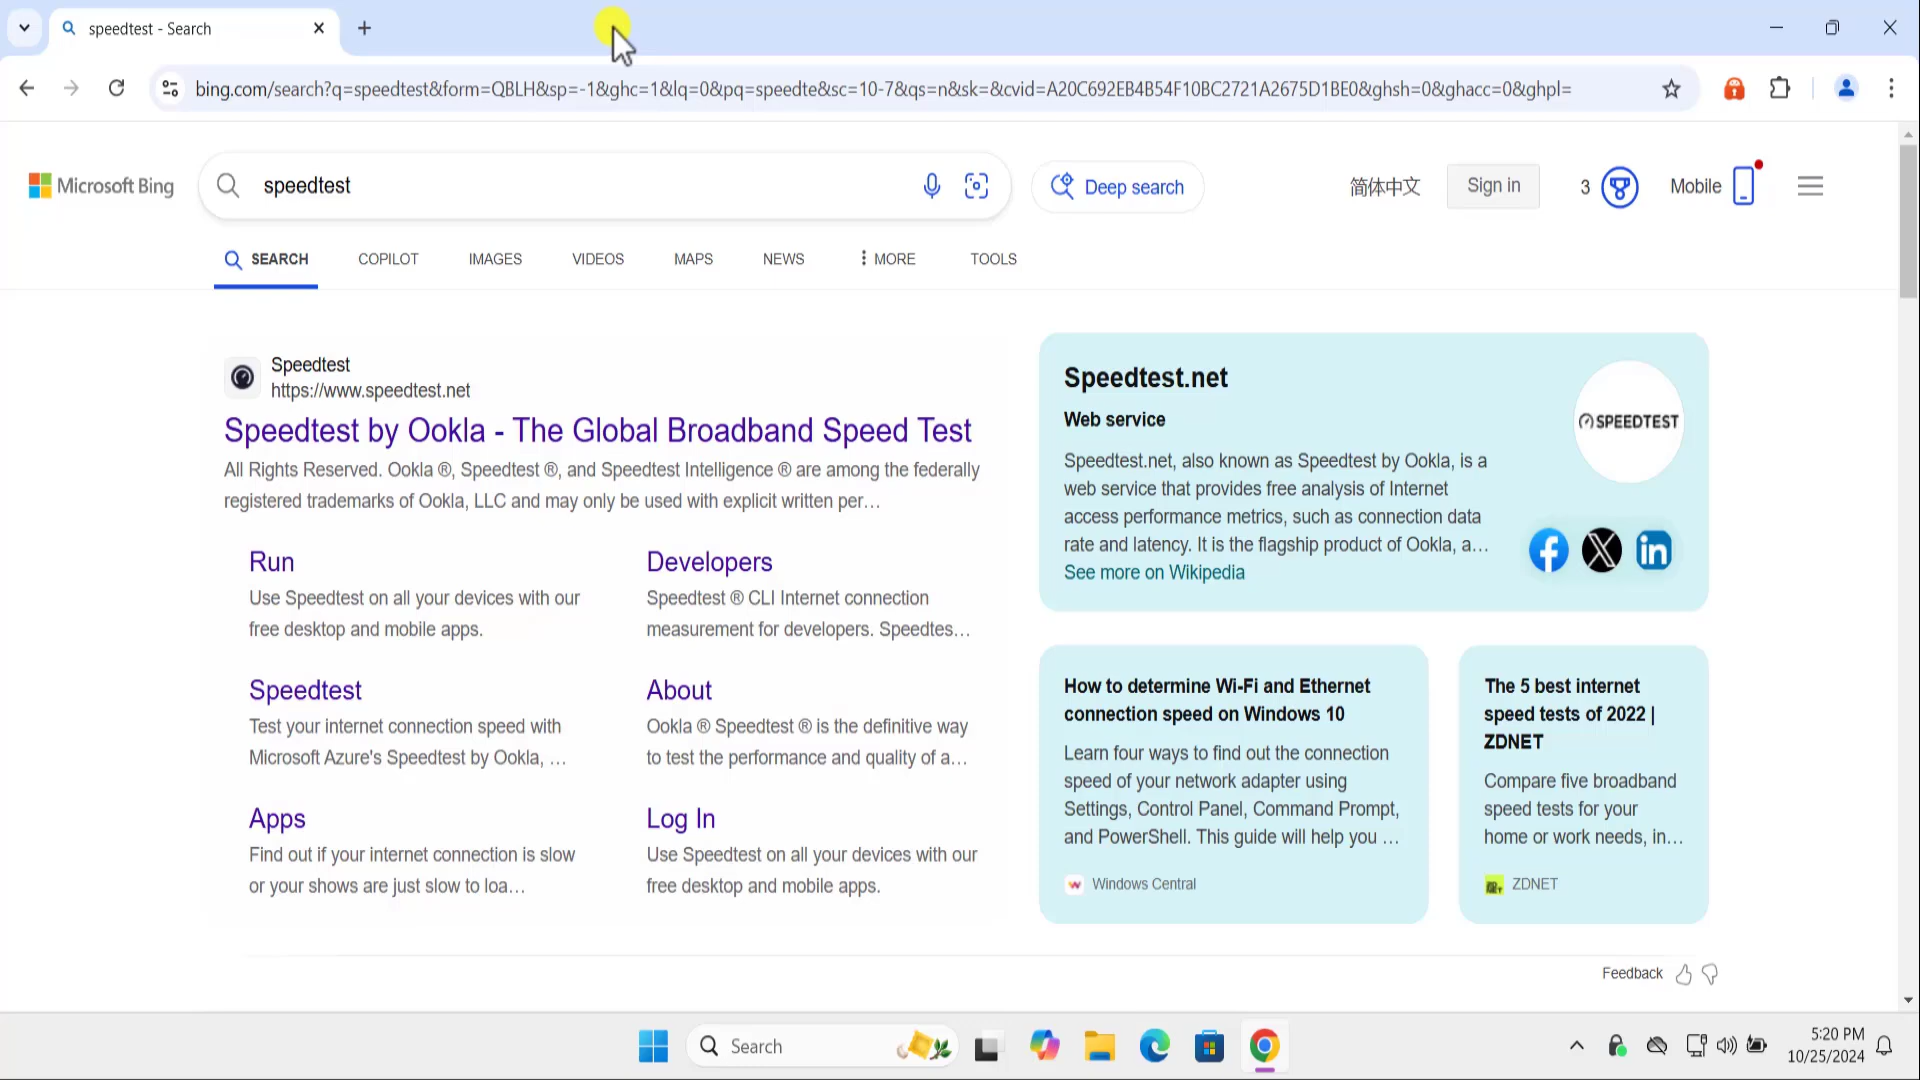 speedtest - Search
bing.com/search?q=speedtest&form=QBLH&sp=-1&ghc=1&lq=0&pq=speedte&sc=10-7&qs=n&sk=&cvid=A20C692EB4B54F10BC2721A2675D1BE0&ghsh=0&ghacc=0&ghpl=
Microsoft Bing
speedtest
Deep search
简体中文
Sign in
3
Mobile
SEARCH
COPILOT
IMAGES
VIDEOS
MAPS
NEWS
MORE
TOOLS
Speedtest
https://www.speedtest.net
Speedtest by Ookla - The Global Broadband Speed Test
All Rights Reserved. Ookla ®, Speedtest ®, and Speedtest Intelligence ® are among the federally
registered trademarks of Ookla, LLC and may only be used with explicit written per…
Run
Use Speedtest on all your devices with our
free desktop and mobile apps.
Developers
Speedtest ® CLI Internet connection
measurement for developers. Speedtes…
Speedtest
Test your internet connection speed with
Microsoft Azure's Speedtest by Ookla, …
About
Ookla ® Speedtest ® is the definitive way
to test the performance and quality of a…
Apps
Find out if your internet connection is slow
or your shows are just slow to loa…
Log In
Use Speedtest on all your devices with our
free desktop and mobile apps.
Speedtest.net
Web service
Speedtest.net, also known as Speedtest by Ookla, is a
web service that provides free analysis of Internet
access performance metrics, such as connection data
rate and latency. It is the flagship product of Ookla, a…
See more on Wikipedia
SPEEDTEST
How to determine Wi-Fi and Ethernet
connection speed on Windows 10
Learn four ways to find out the connection
speed of your network adapter using
Settings, Control Panel, Command Prompt,
and PowerShell. This guide will help you …
Windows Central
The 5 best internet
speed tests of 2022 |
ZDNET
Compare five broadband
speed tests for your
home or work needs, in…
ZDNET
Feedback
Search
5:20 PM
10/25/2024